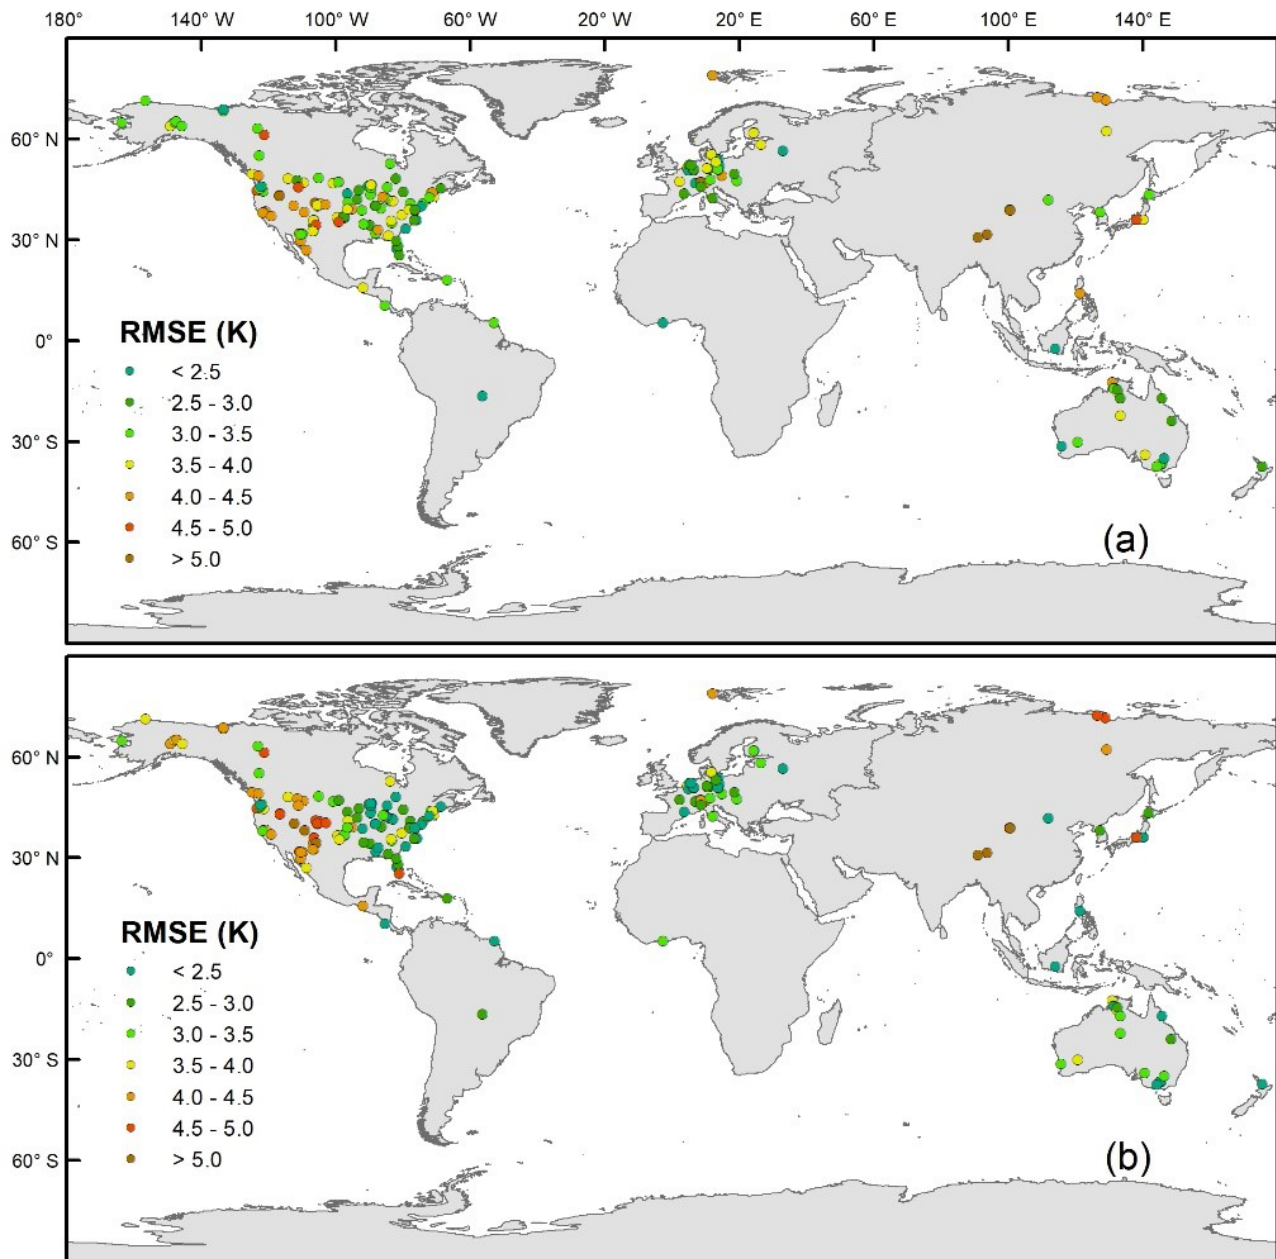 180° 140° W 100° W 60° W 20° W 20° E 60° E 100° E 140° E
60° N
30° N
0°
30° S
60° S
RMSE (K)
< 2.5
2.5 - 3.0
3.0 - 3.5
3.5 - 4.0
4.0 - 4.5
4.5 - 5.0
> 5.0
(a)
60° N
30° N
0°
30° S
60° S
RMSE (K)
< 2.5
2.5 - 3.0
3.0 - 3.5
3.5 - 4.0
4.0 - 4.5
4.5 - 5.0
> 5.0
(b)